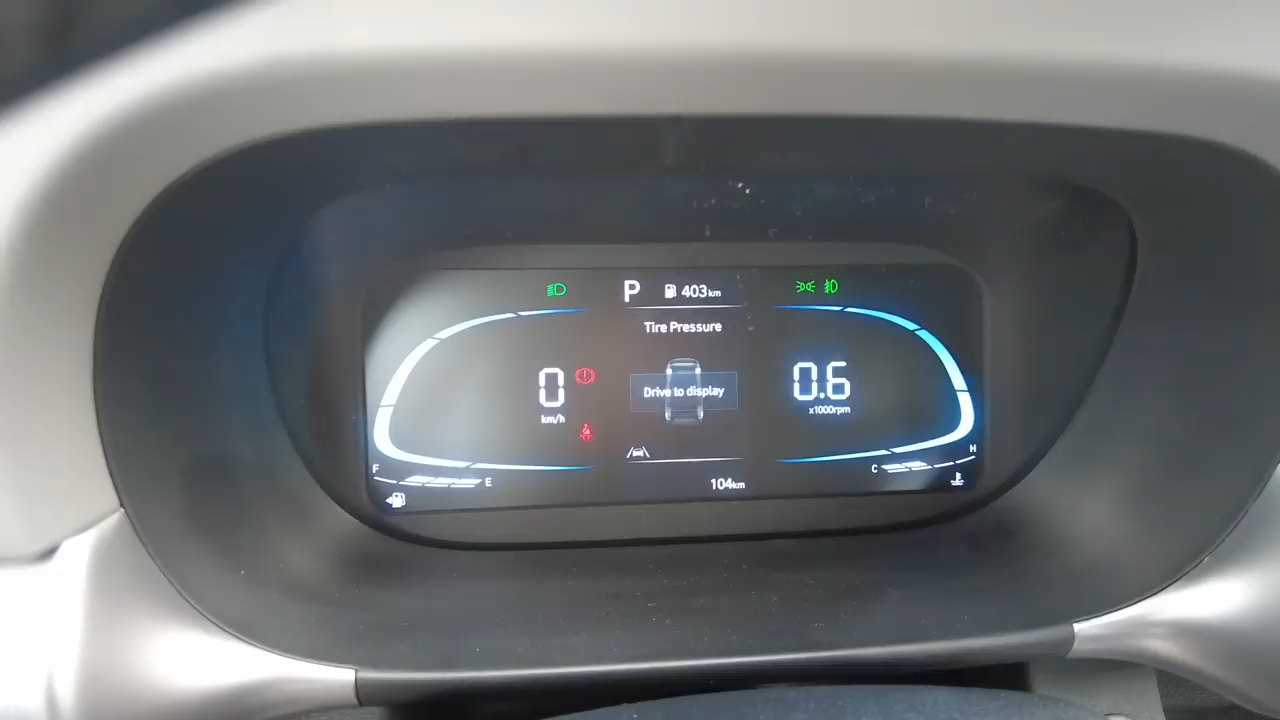 P 403km
Tire Pressure
0
km/h
Drive to display
0.6
x1000rpm
F
E
C
H
104km